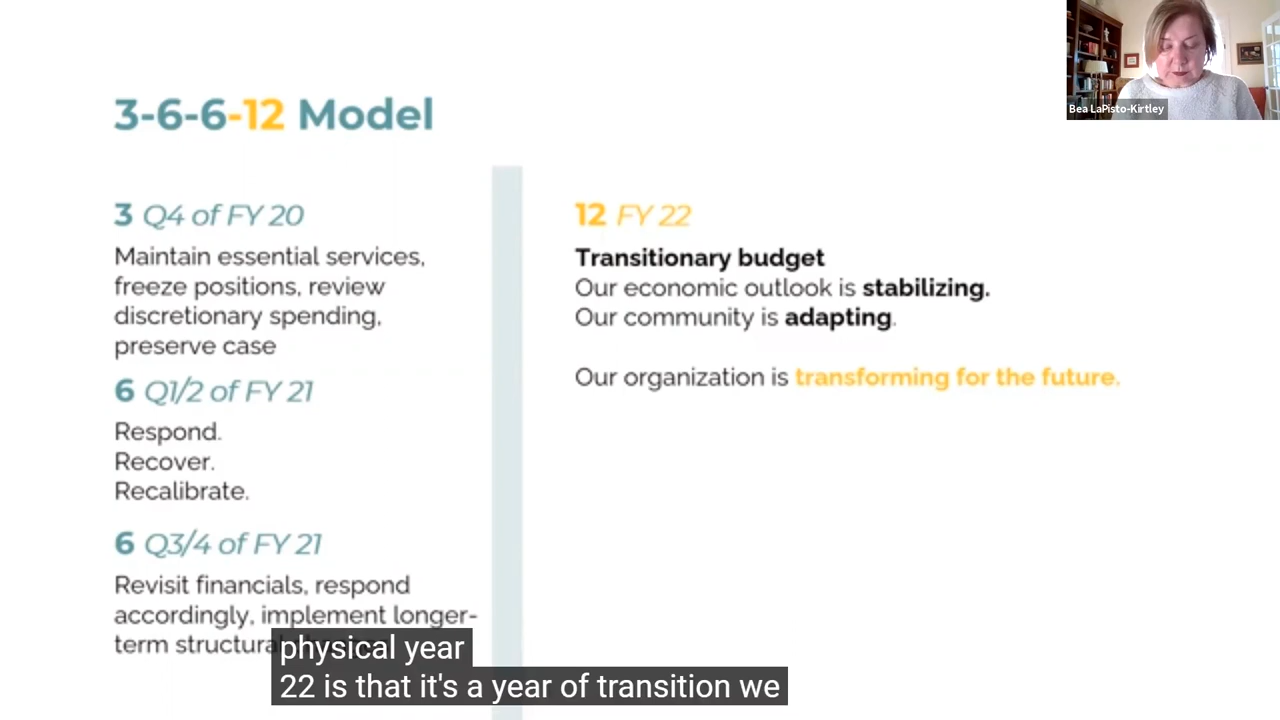 3-6-6-12 Model
3 Q4 of FY 20
Maintain essential services,
freeze positions, review
discretionary spending,
preserve case
6 Q1/2 of FY 21
Respond.
Recover.
Recalibrate.
6 Q3/4 of FY 21
Revisit financials, respond
accordingly, implement longer-
term structural
12 FY 22
Transitionary budget
Our economic outlook is stabilizing.
Our community is adapting.
Our organization is transforming for the future.
Bea LaPisto-Kirtley
physical year
22 is that it's a year of transition we